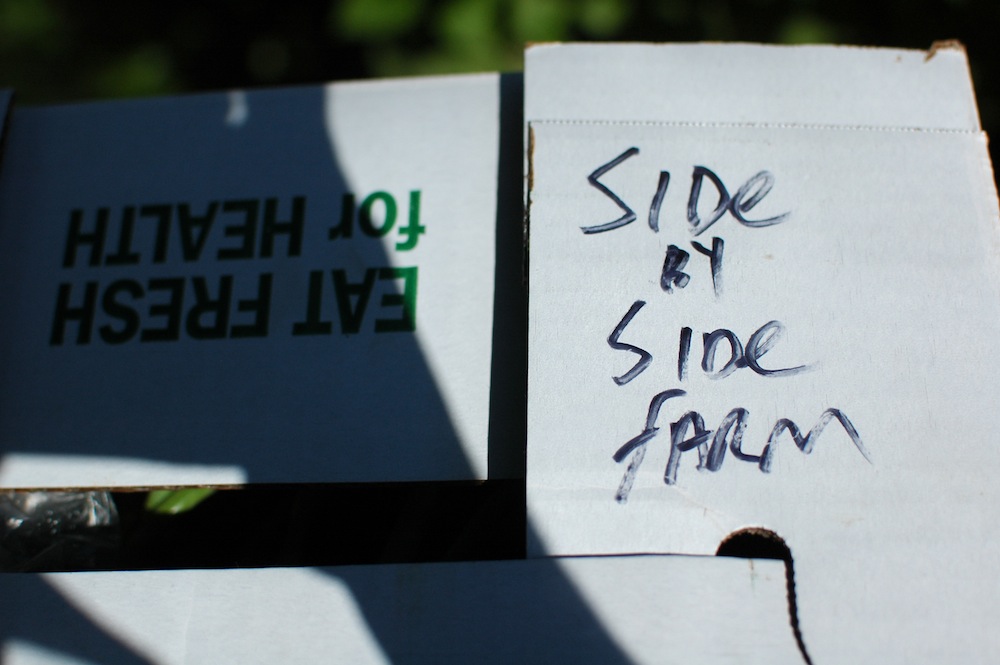 EAT FRESH
for HEALTH
SIDE
BY
SIDE
FARM